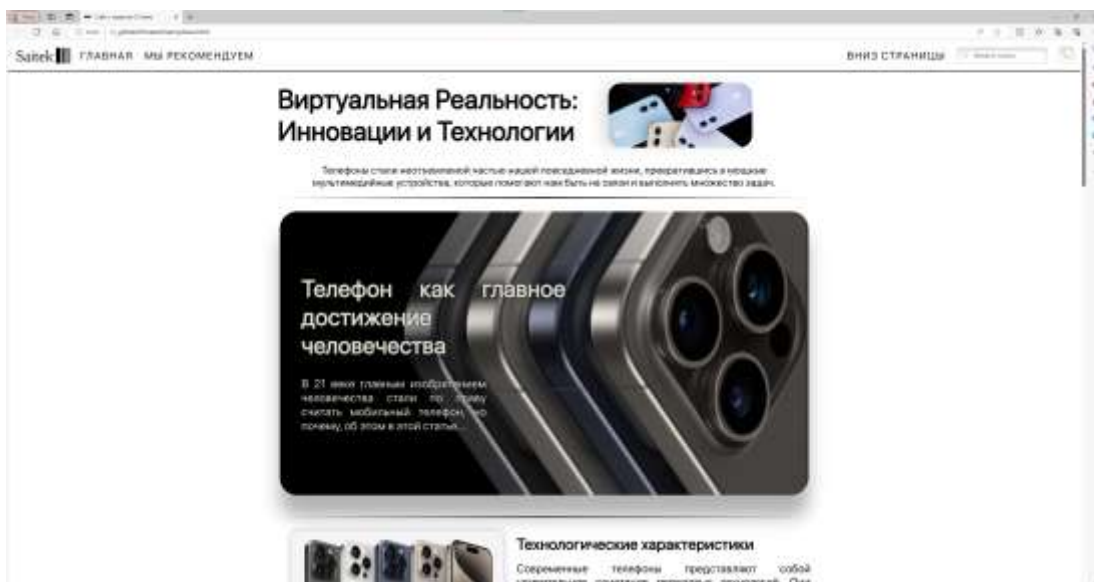 Saitek ГЛАВНАЯ МЫ РЕКОМЕНДУЕМ ВНИЗ СТРАНИЦЫ
Виртуальная Реальность:
Инновации и Технологии
Телефоны стали неотъемлемой частью нашей повседневной жизни, превратившись в мощные
мультимедийные устройства, которые помогают нам быть на связи и выполнять множество задач.
Телефон как главное
достижение
человечества
В 21 веке главным изобретением
человечества стали по праву
считать мобильный телефон, но
почему, об этом в этой статье...
Технологические характеристики
Современные телефоны представляют собой